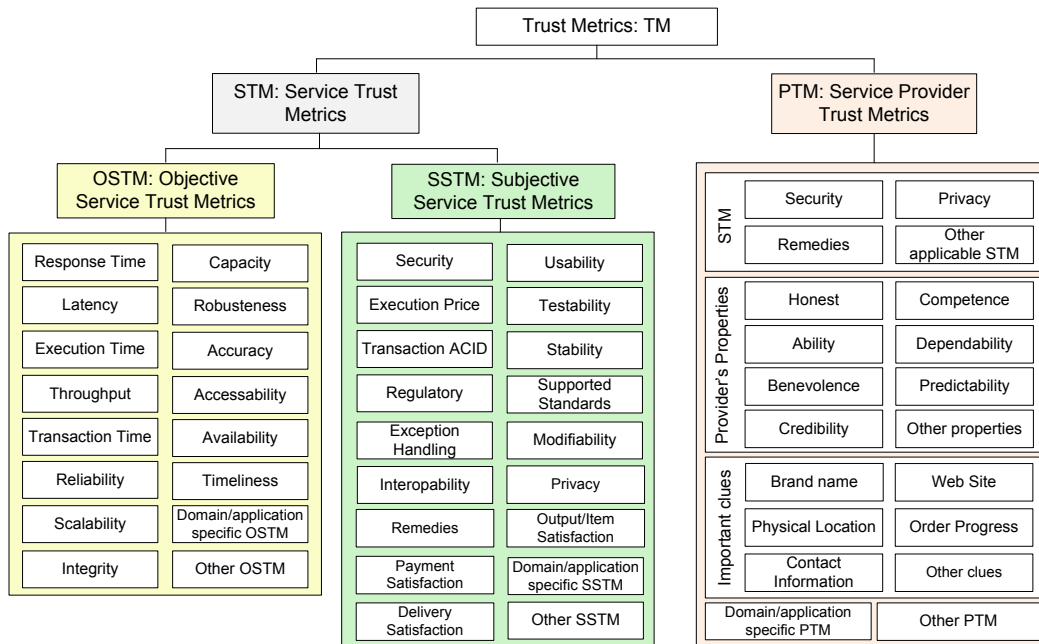 Trust Metrics: TM
STM: Service Trust
Metrics
PTM: Service Provider
Trust Metrics
OSTM: Objective
Service Trust Metrics
SSTM: Subjective
Service Trust Metrics
Response Time
Capacity
Latency
Robusteness
Execution Time
Accuracy
Throughput
Accessability
Transaction Time
Availability
Reliability
Timeliness
Scalability
Domain/application
specific OSTM
Integrity
Other OSTM
Security
Usability
Execution Price
Testability
Transaction ACID
Stability
Regulatory
Supported
Standards
Exception
Handling
Modifiability
Interopability
Privacy
Remedies
Output/Item
Satisfaction
Payment
Satisfaction
Domain/application
specific SSTM
Delivery
Satisfaction
Other SSTM
STM
Security
Privacy
Remedies
Other
applicable STM
Provider's Properties
Honest
Competence
Ability
Dependability
Benevolence
Predictability
Credibility
Other properties
Important clues
Brand name
Web Site
Physical Location
Order Progress
Contact
Information
Other clues
Domain/application
specific PTM
Other PTM